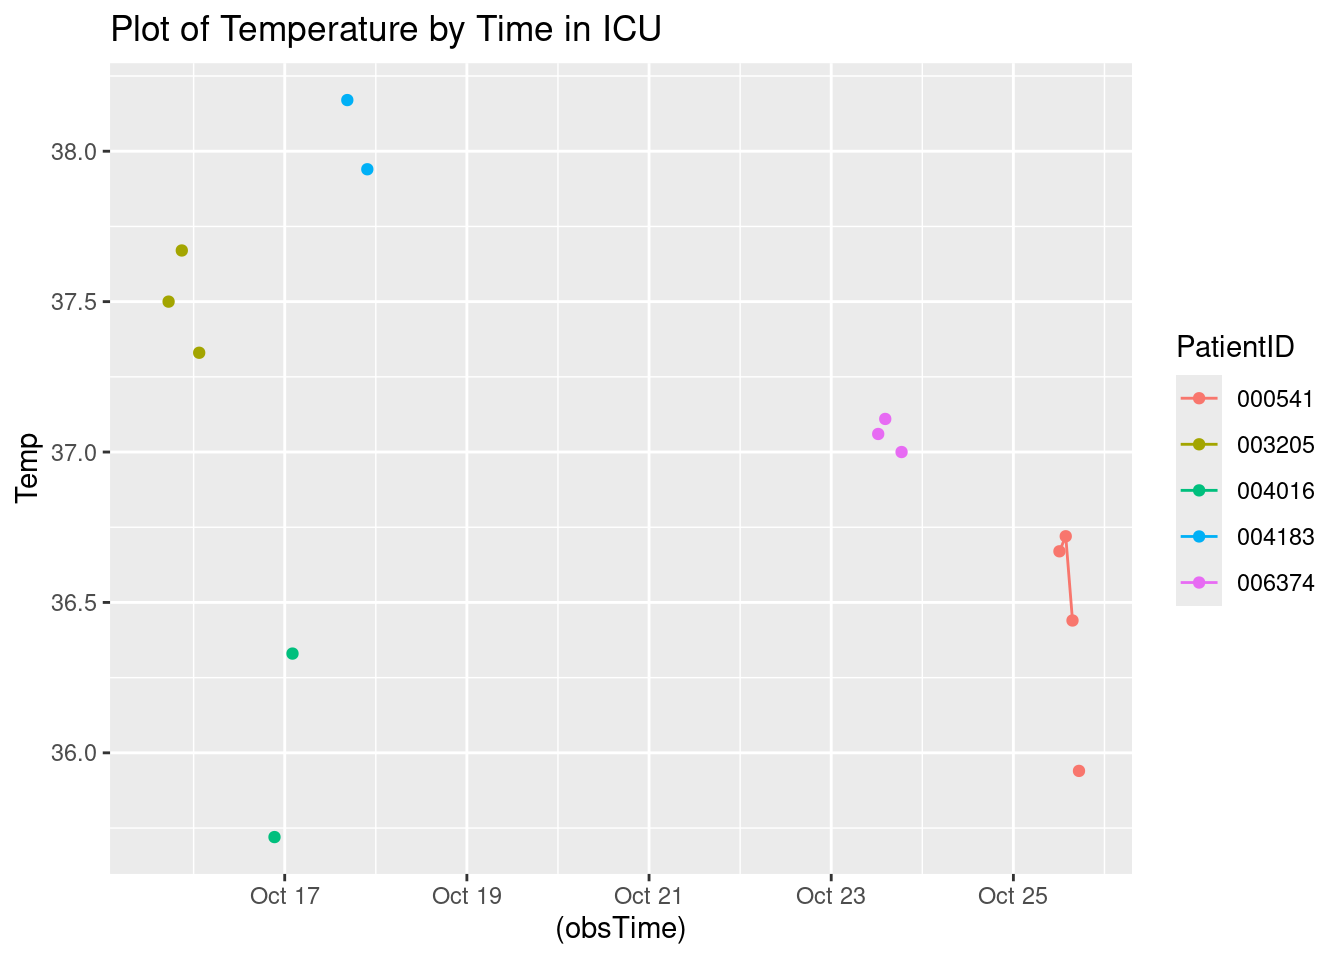 Plot of Temperature by Time in ICU
38.0
37.5
37.0
36.5
36.0
Temp
Oct 17
Oct 19
Oct 21
Oct 23
Oct 25
(obsTime)
PatientID
000541
003205
004016
004183
006374